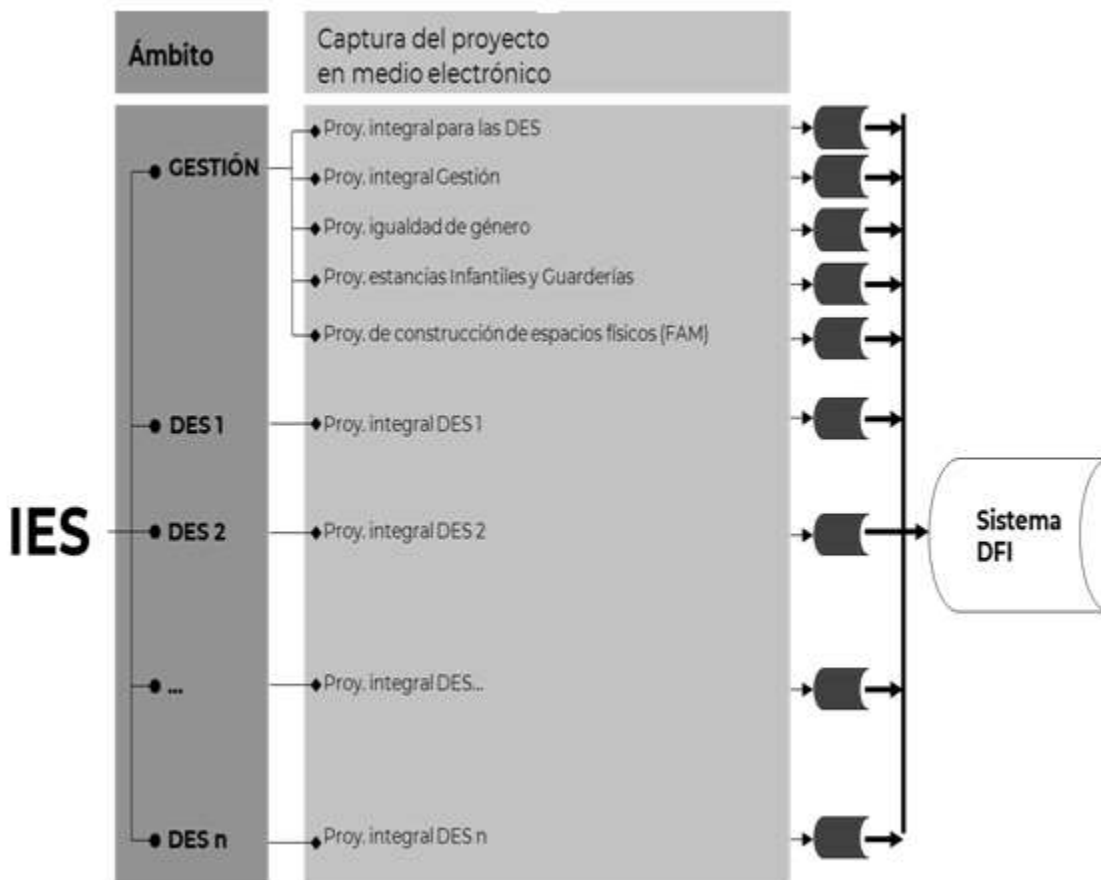 Ámbito
Captura del proyecto
en medio electrónico
GESTIÓN
Proy. integral para las DES
Proy. integral Gestión
Proy. igualdad de género
Proy. estancias Infantiles y Guarderías
Proy. de construcción de espacios físicos (FAM)
DES 1
Proy. integral DES 1
IES
DES 2
Proy. integral DES 2
Sistema
DFI
...
Proy. integral DES...
DES n
Proy. integral DES n